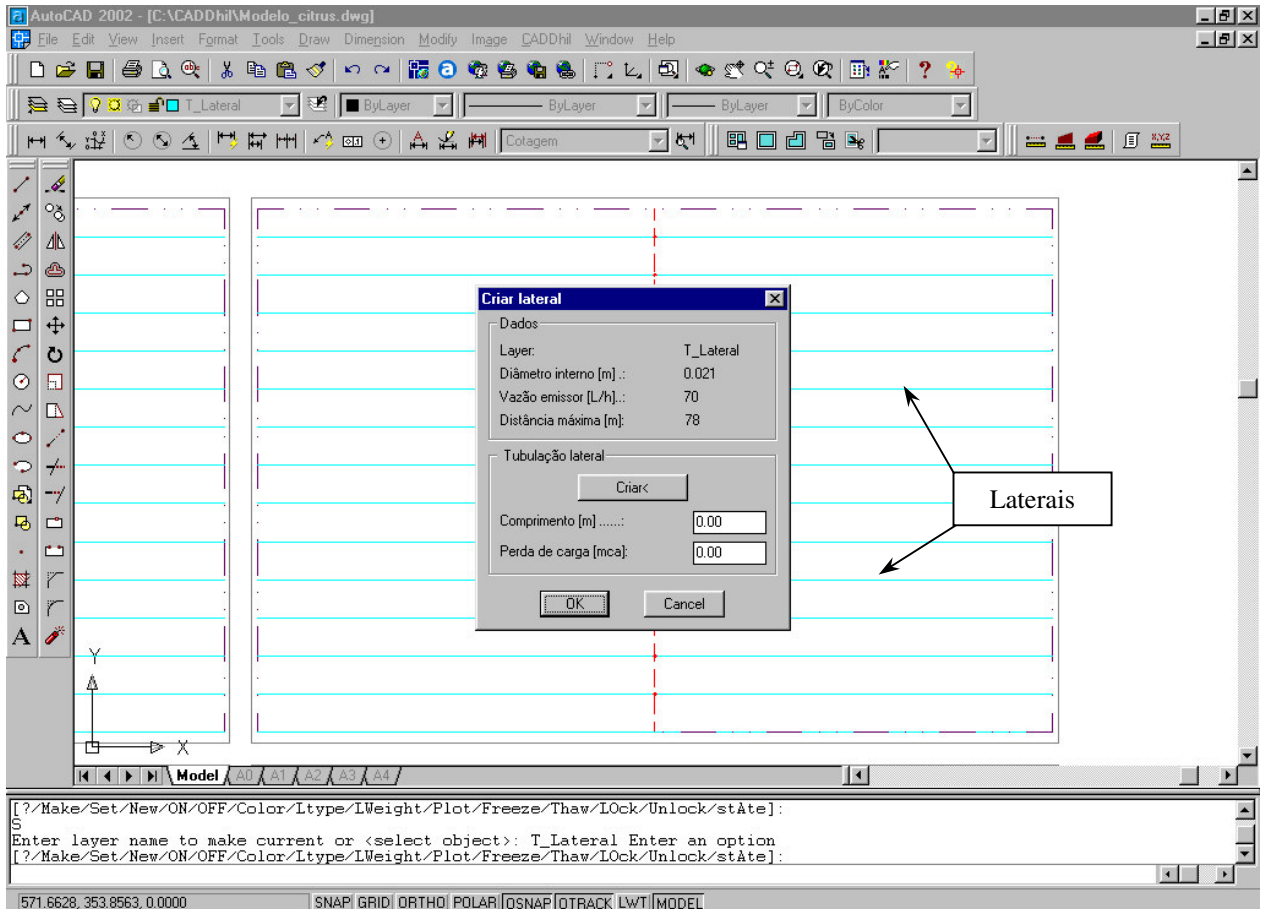 AutoCAD 2002 - [C:\CADDhil\Modelo_citrus.dwg]
File Edit View Insert Format Tools Draw Dimension Modify Image CADDhil Window Help
T_Lateral ByLayer ByLayer ByLayer ByColor
Cotagem
Criar lateral
Dados
Layer: T_Lateral
Diâmetro interno [m] .: 0.021
Vazão emissor [L/h]..: 70
Distância máxima [m]: 78
Tubulação lateral
Criar<
Comprimento [m] ......: 0.00
Perda de carga [mca]: 0.00
OK Cancel
Laterais
Y
X
Model A0 A1 A2 A3 A4
[?/Make/Set/New/ON/OFF/Color/Ltype/LWeight/Plot/Freeze/Thaw/LOck/Unlock/stAte]:
S
Enter layer name to make current or <select object>: T_Lateral Enter an option
[?/Make/Set/New/ON/OFF/Color/Ltype/LWeight/Plot/Freeze/Thaw/LOck/Unlock/stAte]:
571.6628, 353.8563, 0.0000 SNAP GRID ORTHO POLAR OSNAP OTRACK LWT MODEL